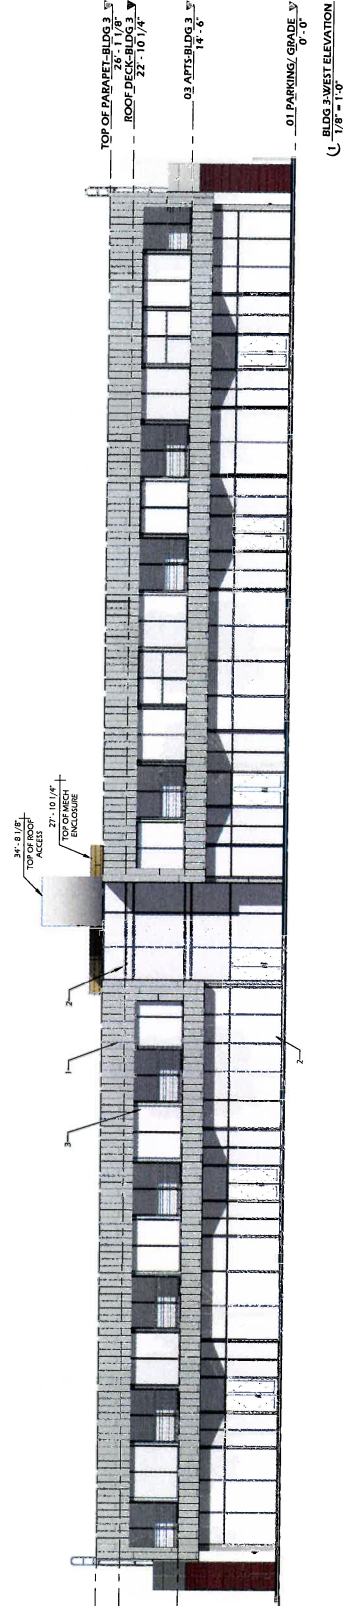 TOP OF PARAPET-BLDG 3
26' - 1 1/8"
ROOF DECK-BLDG 3
22' - 10 1/4"
03 APTS-BLDG 3
14' - 6"
01 PARKING/ GRADE
0' - 0"
1 BLDG 3-WEST ELEVATION
1/8" = 1'-0"
34' - 8 1/8"
TOP OF ROOF
ACCESS
27' - 10 1/4"
TOP OF MECH
ENCLOSURE
2
1
3
2